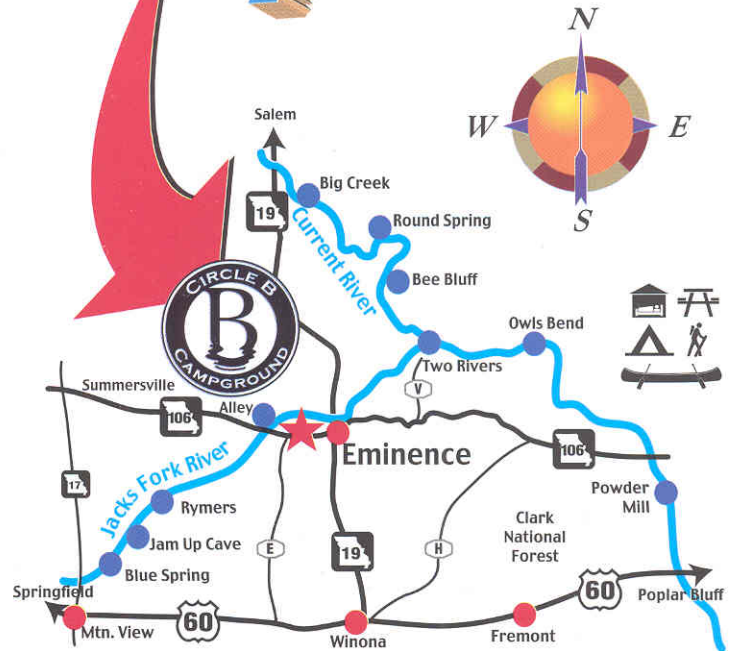 N
W
E
S
Salem
19
Big Creek
Current River
Round Spring
Bee Bluff
CIRCLE B
B
CAMPGROUND
Owls Bend
Two Rivers
V
Summersville
106
Alley
Eminence
106
17
Jacks Fork River
Rymers
Jam Up Cave
Blue Spring
E
19
H
Clark
National
Forest
Powder
Mill
Springfield
60
Mtn. View
60
Winona
Fremont
Poplar Bluff